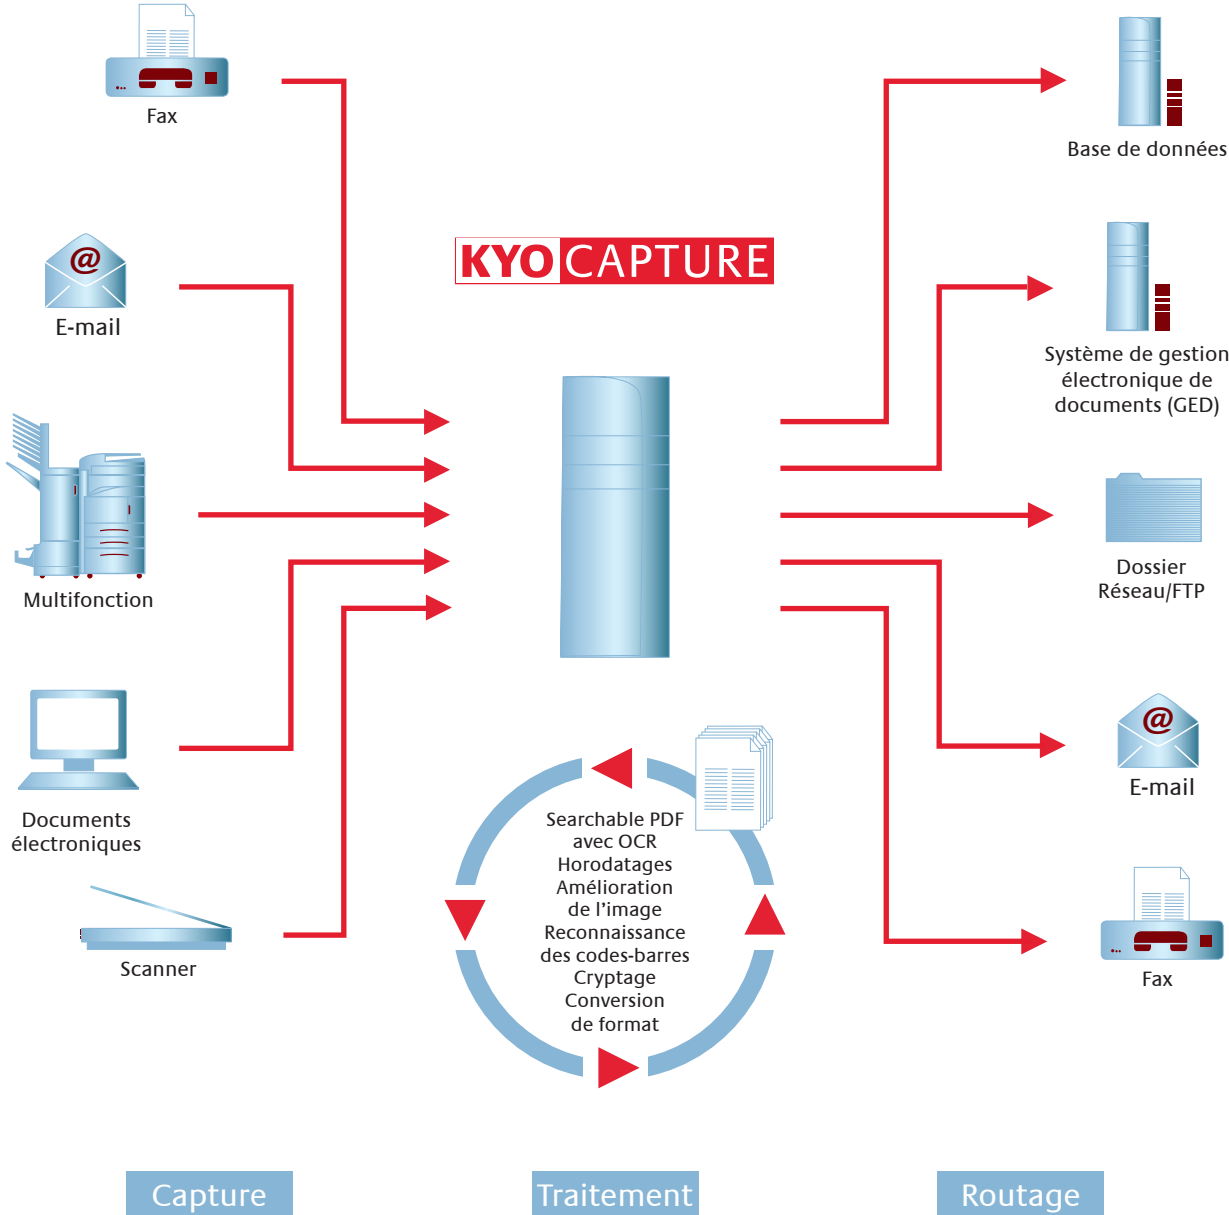 Fax
@
E-mail
Multifonction
Documents
électroniques
Scanner
KYO CAPTURE
Searchable PDF
avec OCR
Horodatages
Amélioration
de l’image
Reconnaissance
des codes-barres
Cryptage
Conversion
de format
Base de données
Système de gestion
électronique de
documents (GED)
Dossier
Réseau/FTP
@
E-mail
Fax
Capture
Traitement
Routage